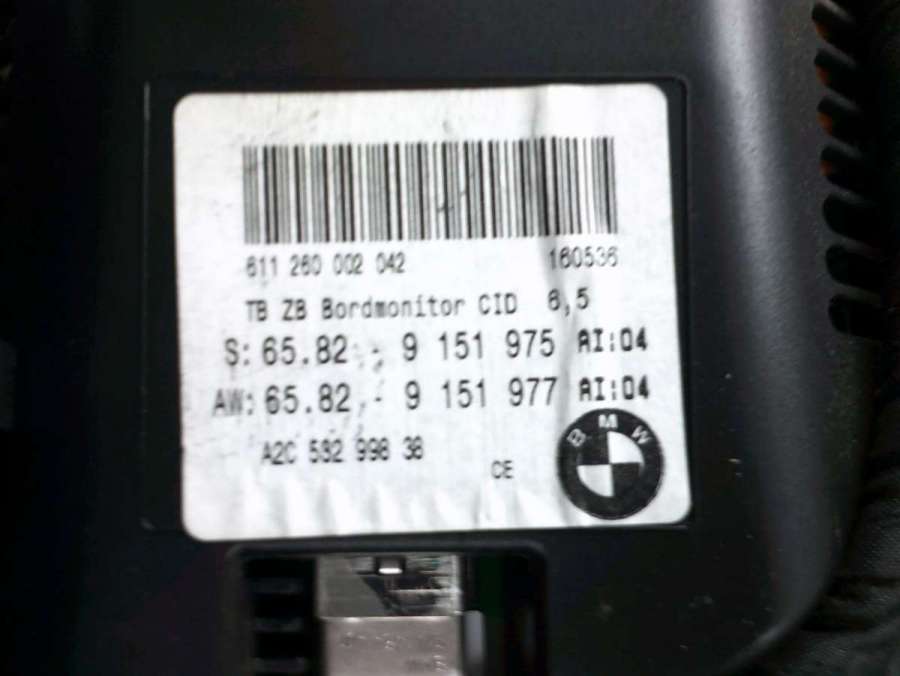 611 260 002 042 160536
TB ZB Bordmonitor CID 6,5
S: 65.82 - 9 151 975 AI:04
AW: 65.82 - 9 151 977 AI:04
A2C 532 998 38
CE
BMW